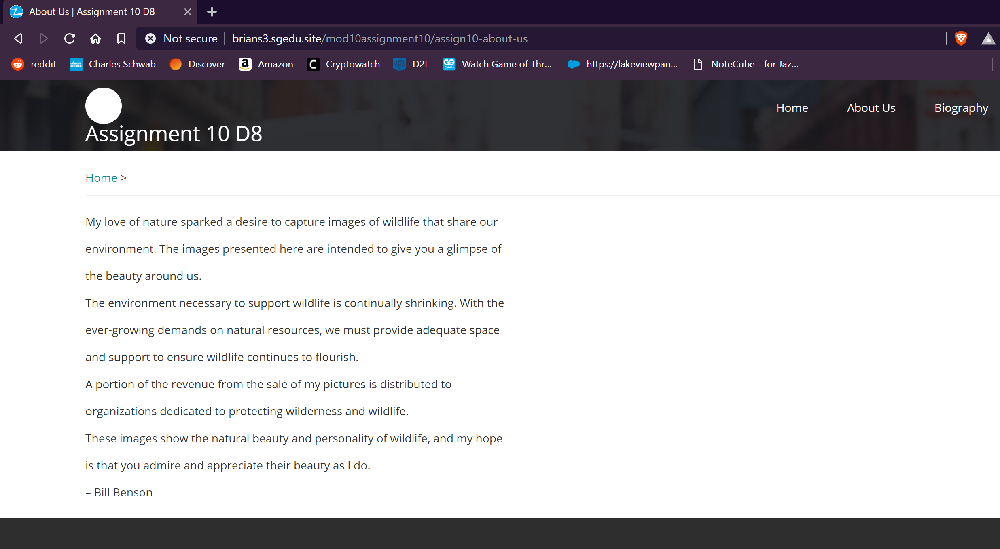 About Us | Assignment 10 D8
Not secure brians3.sgedu.site/mod10assignment10/assign10-about-us
reddit Charles Schwab Discover Amazon Cryptowatch D2L Watch Game of Thr... https://lakeviewpan... NoteCube - for Jaz...
Home About Us Biography
Assignment 10 D8
Home >
My love of nature sparked a desire to capture images of wildlife that share our
environment. The images presented here are intended to give you a glimpse of
the beauty around us.
The environment necessary to support wildlife is continually shrinking. With the
ever-growing demands on natural resources, we must provide adequate space
and support to ensure wildlife continues to flourish.
A portion of the revenue from the sale of my pictures is distributed to
organizations dedicated to protecting wilderness and wildlife.
These images show the natural beauty and personality of wildlife, and my hope
is that you admire and appreciate their beauty as I do.
– Bill Benson